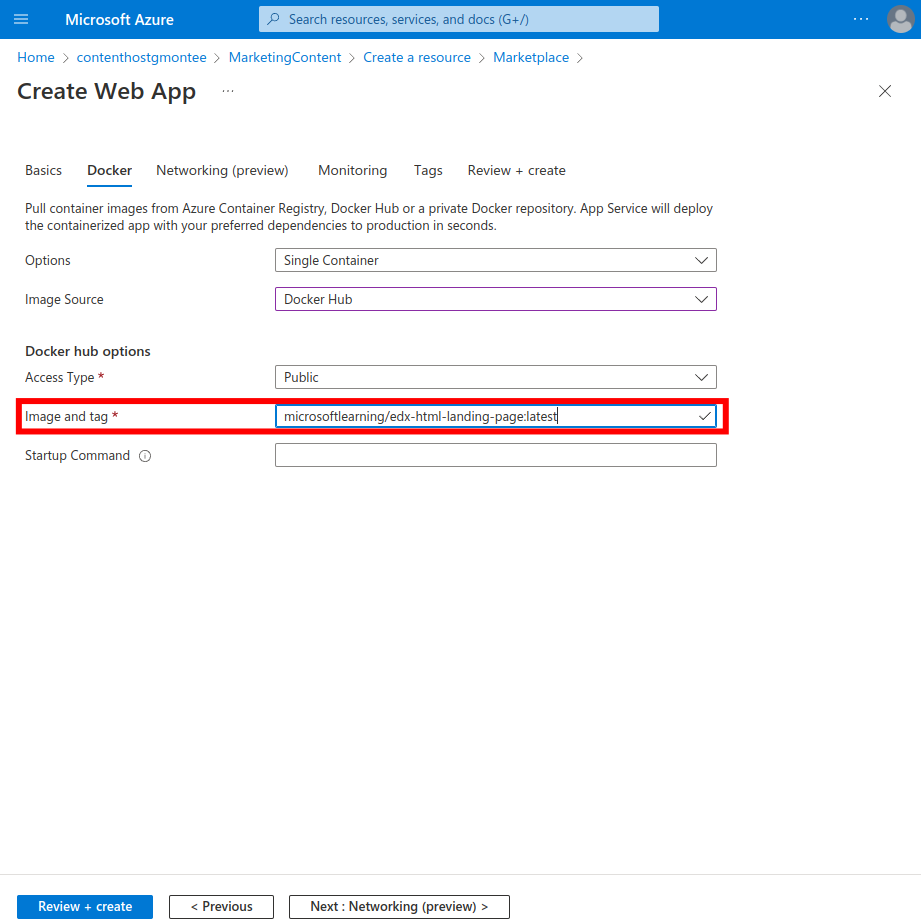 Microsoft Azure
Search resources, services, and docs (G+/)
Home > contenthostgmontee > MarketingContent > Create a resource > Marketplace >
Create Web App ...
Basics Docker Networking (preview) Monitoring Tags Review + create
Pull container images from Azure Container Registry, Docker Hub or a private Docker repository. App Service will deploy
the containerized app with your preferred dependencies to production in seconds.
Options Single Container
Image Source Docker Hub
Docker hub options
Access Type * Public
Image and tag * microsoftlearning/edx-html-landing-page:latest
Startup Command
Review + create < Previous Next : Networking (preview) >